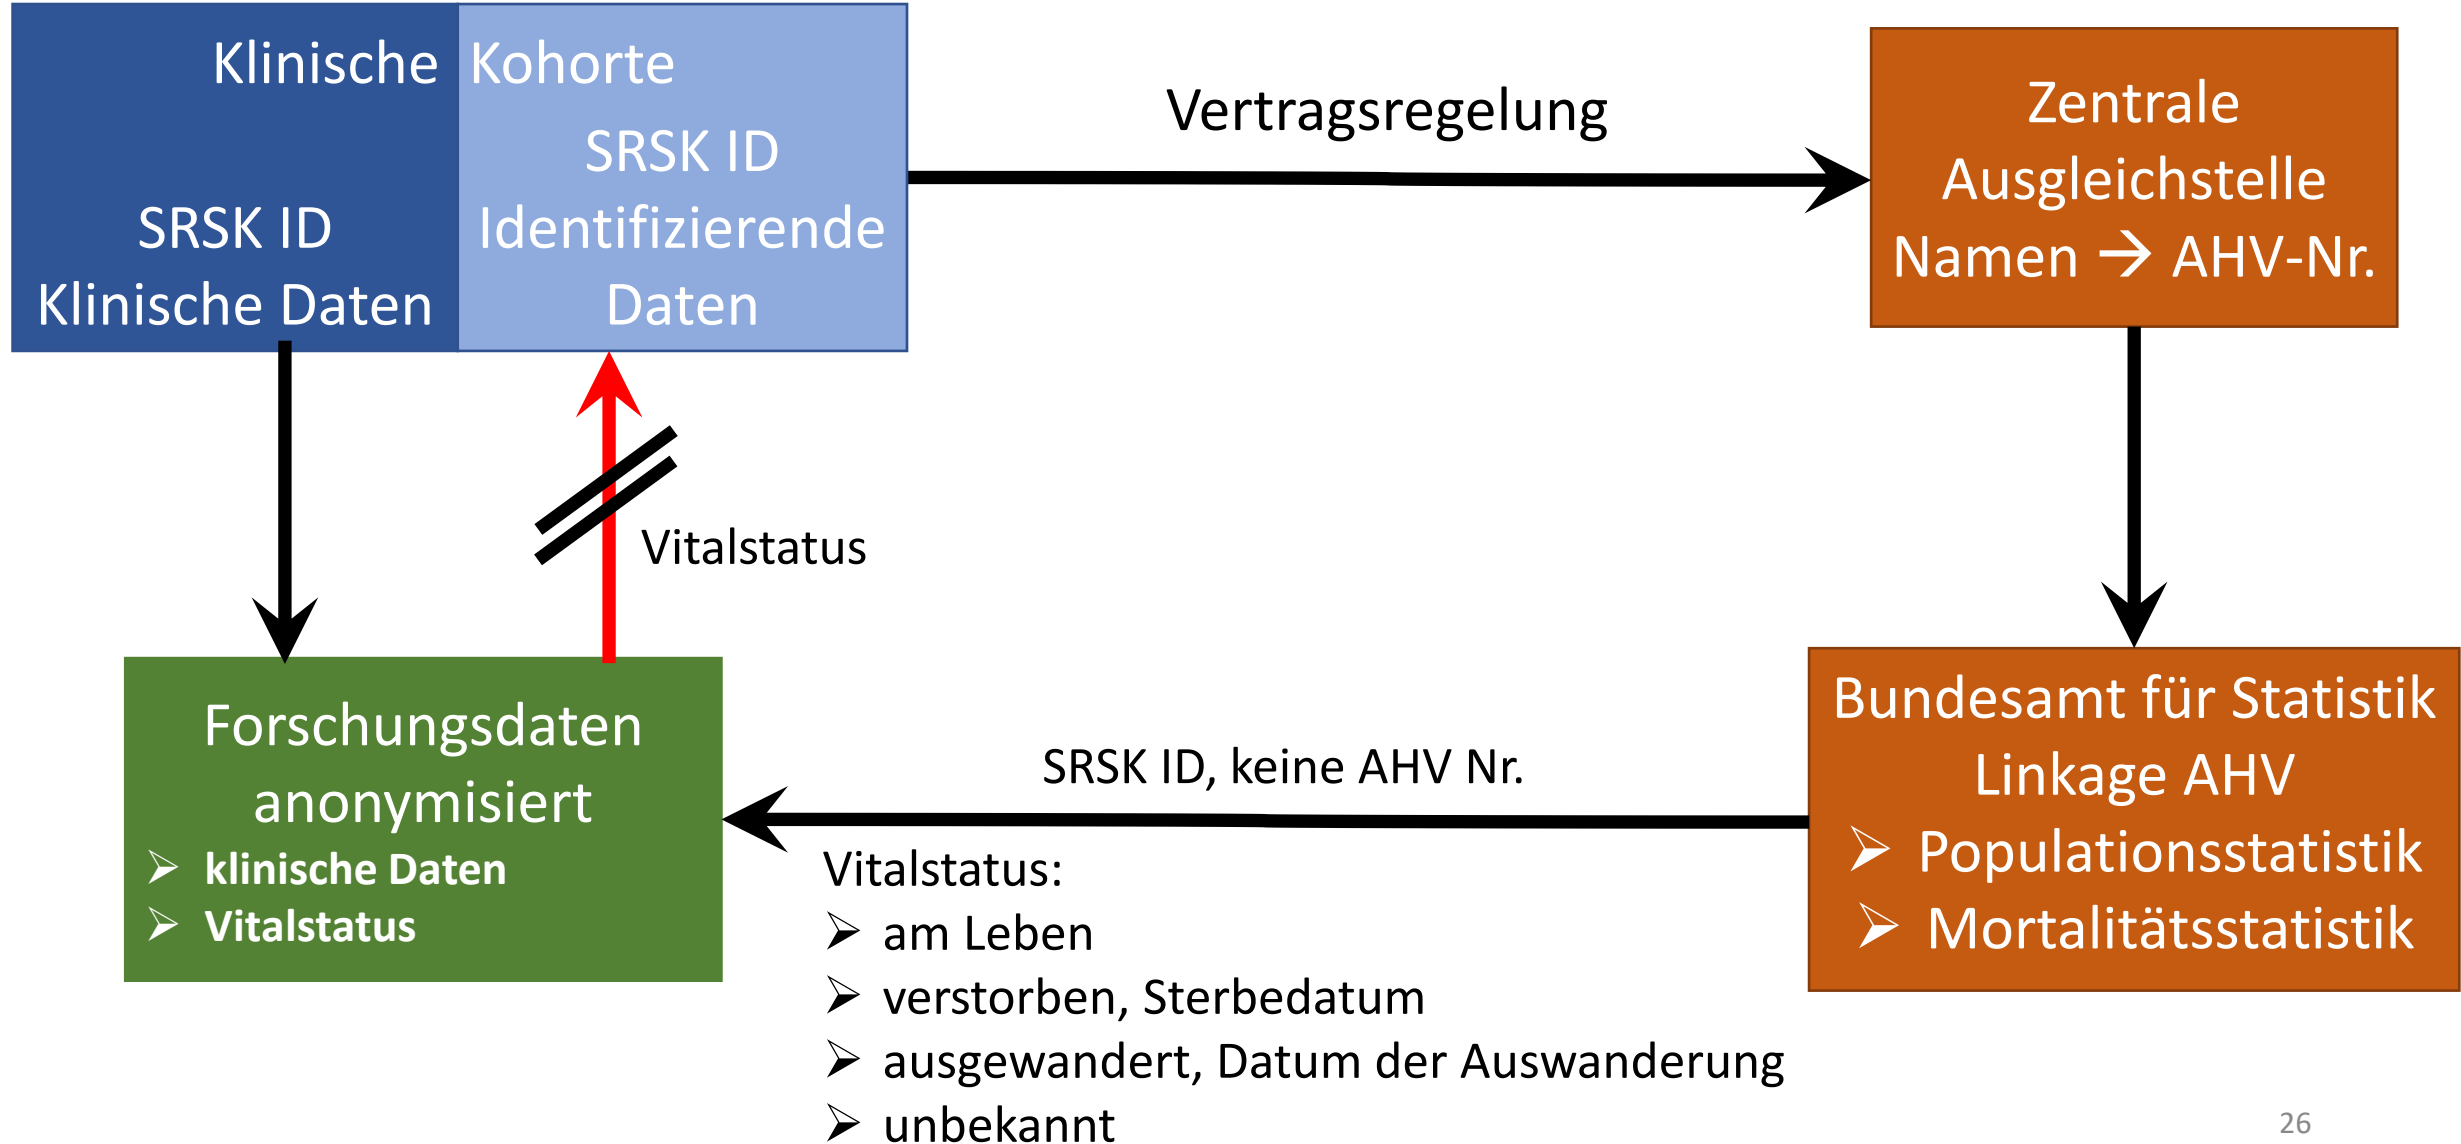 Klinische Kohorte
SRSK ID
Klinische Daten
SRSK ID
Identifizierende
Daten
Vertragsregelung
Zentrale
Ausgleichstelle
Namen → AHV-Nr.
Vitalstatus
Forschungsdaten
anonymisiert
➢ klinische Daten
➢ Vitalstatus
SRSK ID, keine AHV Nr.
Vitalstatus:
➢ am Leben
➢ verstorben, Sterbedatum
➢ ausgewandert, Datum der Auswanderung
➢ unbekannt
Bundesamt für Statistik
Linkage AHV
➢ Populationsstatistik
➢ Mortalitätsstatistik
26